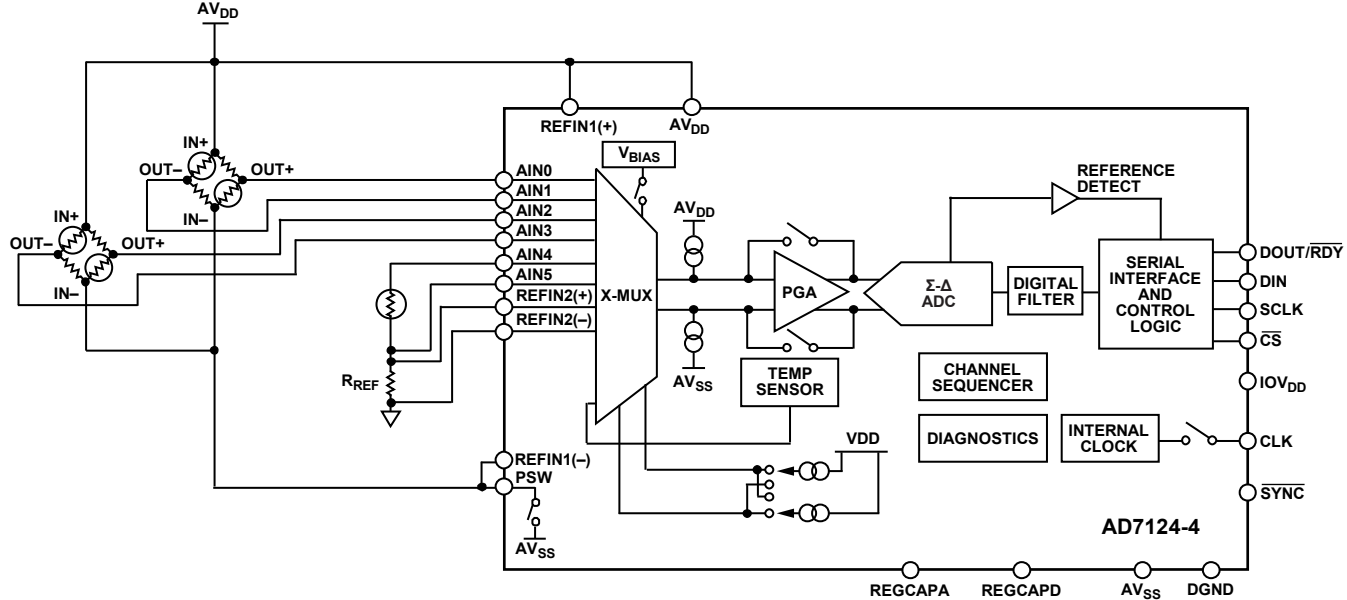 AVDD
IN+
OUT–
OUT+
IN–
IN+
OUT–
OUT+
IN–
RREF
REFIN1(+)
AVDD
AIN0
AIN1
AIN2
AIN3
AIN4
AIN5
REFIN2(+)
REFIN2(–)
REFIN1(–)
PSW
AVSS
VBIAS
X-MUX
AVDD
AVSS
PGA
TEMP
SENSOR
VDD
Σ-Δ
ADC
REFERENCE
DETECT
DIGITAL
FILTER
SERIAL
INTERFACE
AND
CONTROL
LOGIC
CHANNEL
SEQUENCER
DIAGNOSTICS
INTERNAL
CLOCK
DOUT/RDY
DIN
SCLK
CS
IOVDD
CLK
SYNC
AD7124-4
REGCAPA
REGCAPD
AVSS
DGND